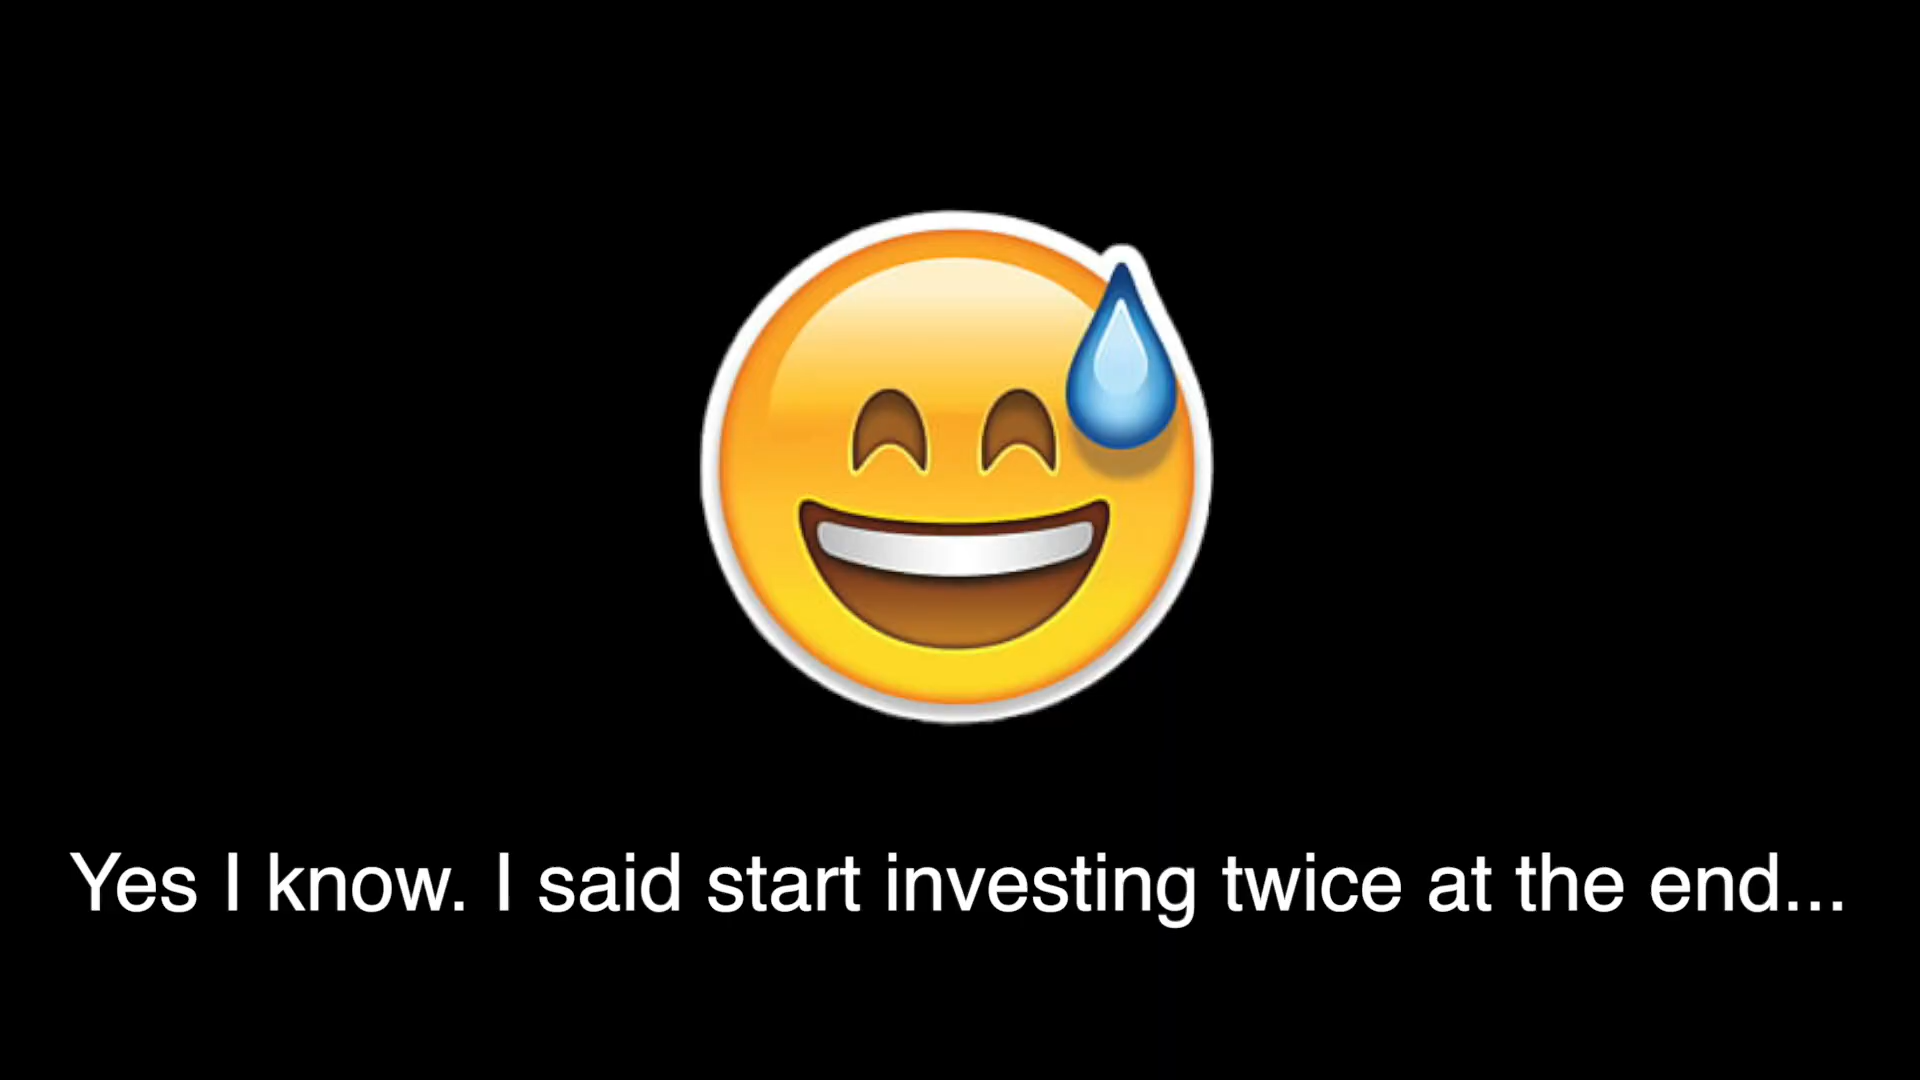 Yes I know. I said start investing twice at the end...